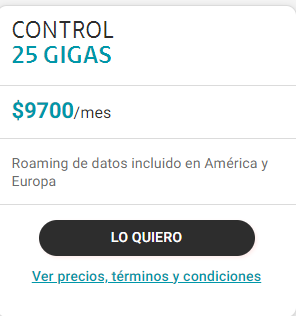 CONTROL
25 GIGAS
$9700/mes
Roaming de datos incluido en América y
Europa
LO QUIERO
Ver precios, términos y condiciones